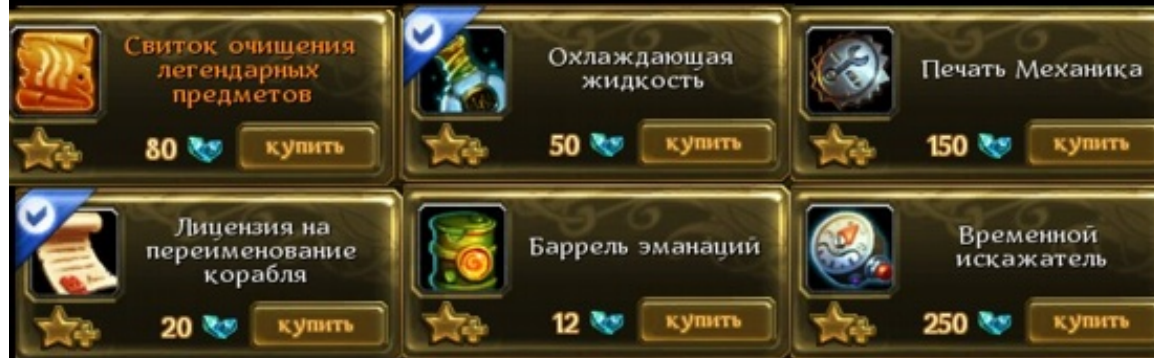 Свиток очищения
легендарных
предметов
80
купить
Охлаждающая
жидкость
50
купить
Печать Механика
150
купить
Лицензия на
переименование
корабля
20
купить
Баррель эманаций
12
купить
Временной
искажатель
250
купить